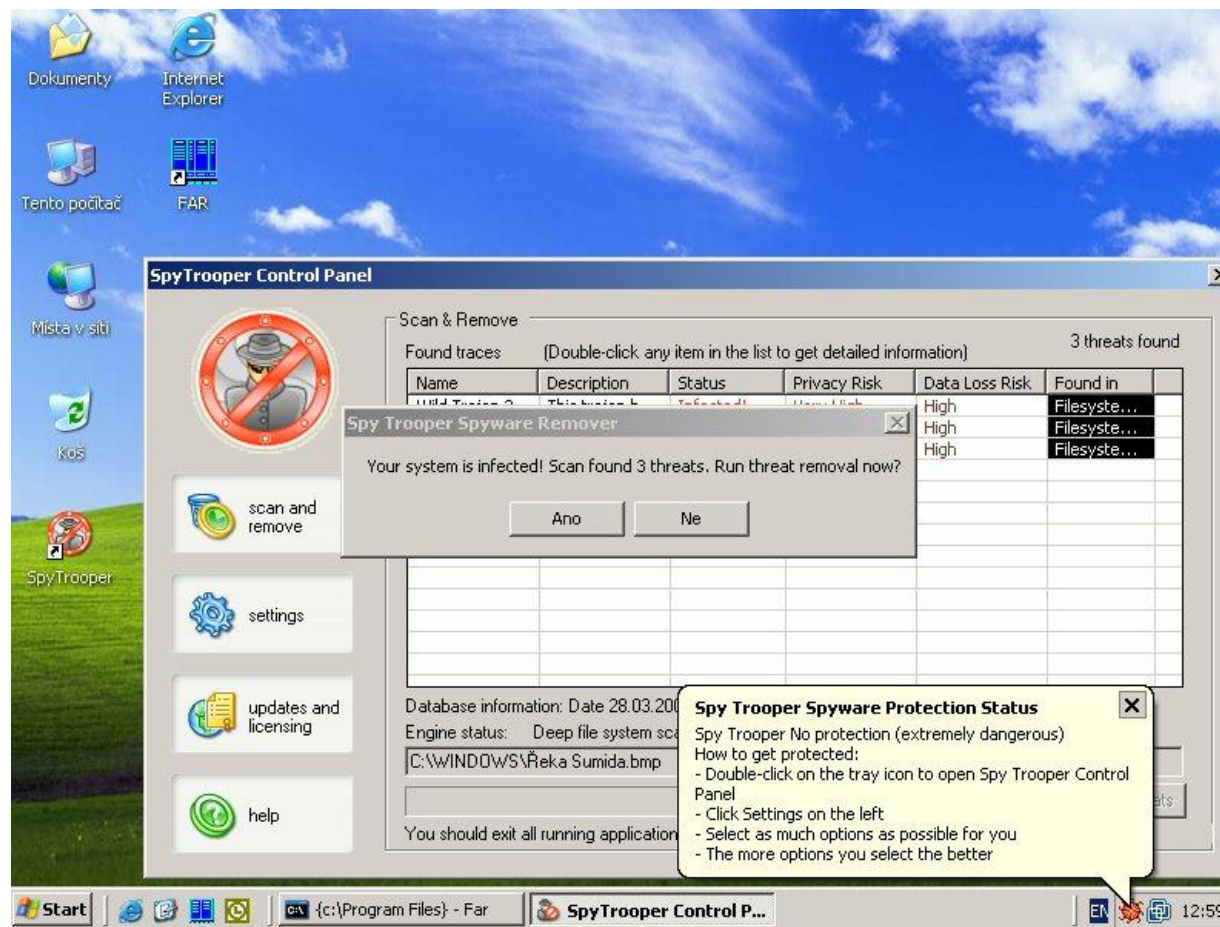 Dokumenty
Internet
Explorer
Tento počítač
FAR
Místa v síti
Koš
SpyTrooper
SpyTrooper Control Panel
Scan & Remove
3 threats found
Found traces (Double-click any item in the list to get detailed information)
Name Description Status Privacy Risk Data Loss Risk Found in
High Filesyste...
High Filesyste...
High Filesyste...
Spy Trooper Spyware Remover
Your system is infected! Scan found 3 threats. Run threat removal now?
Ano Ne
scan and
remove
settings
updates and
licensing
help
Database information: Date 28.03.200
Engine status: Deep file system
C:\WINDOWS\Řeka Sumida.bmp
You should exit all running
Spy Trooper Spyware Protection Status
Spy Trooper No protection (extremely dangerous)
How to get protected:
- Double-click on the tray icon to open Spy Trooper Control
Panel
- Click Settings on the left
- Select as much options as possible for you
- The more options you select the better
Start
{c:\Program Files} - Far
SpyTrooper Control P...
EN
12:59